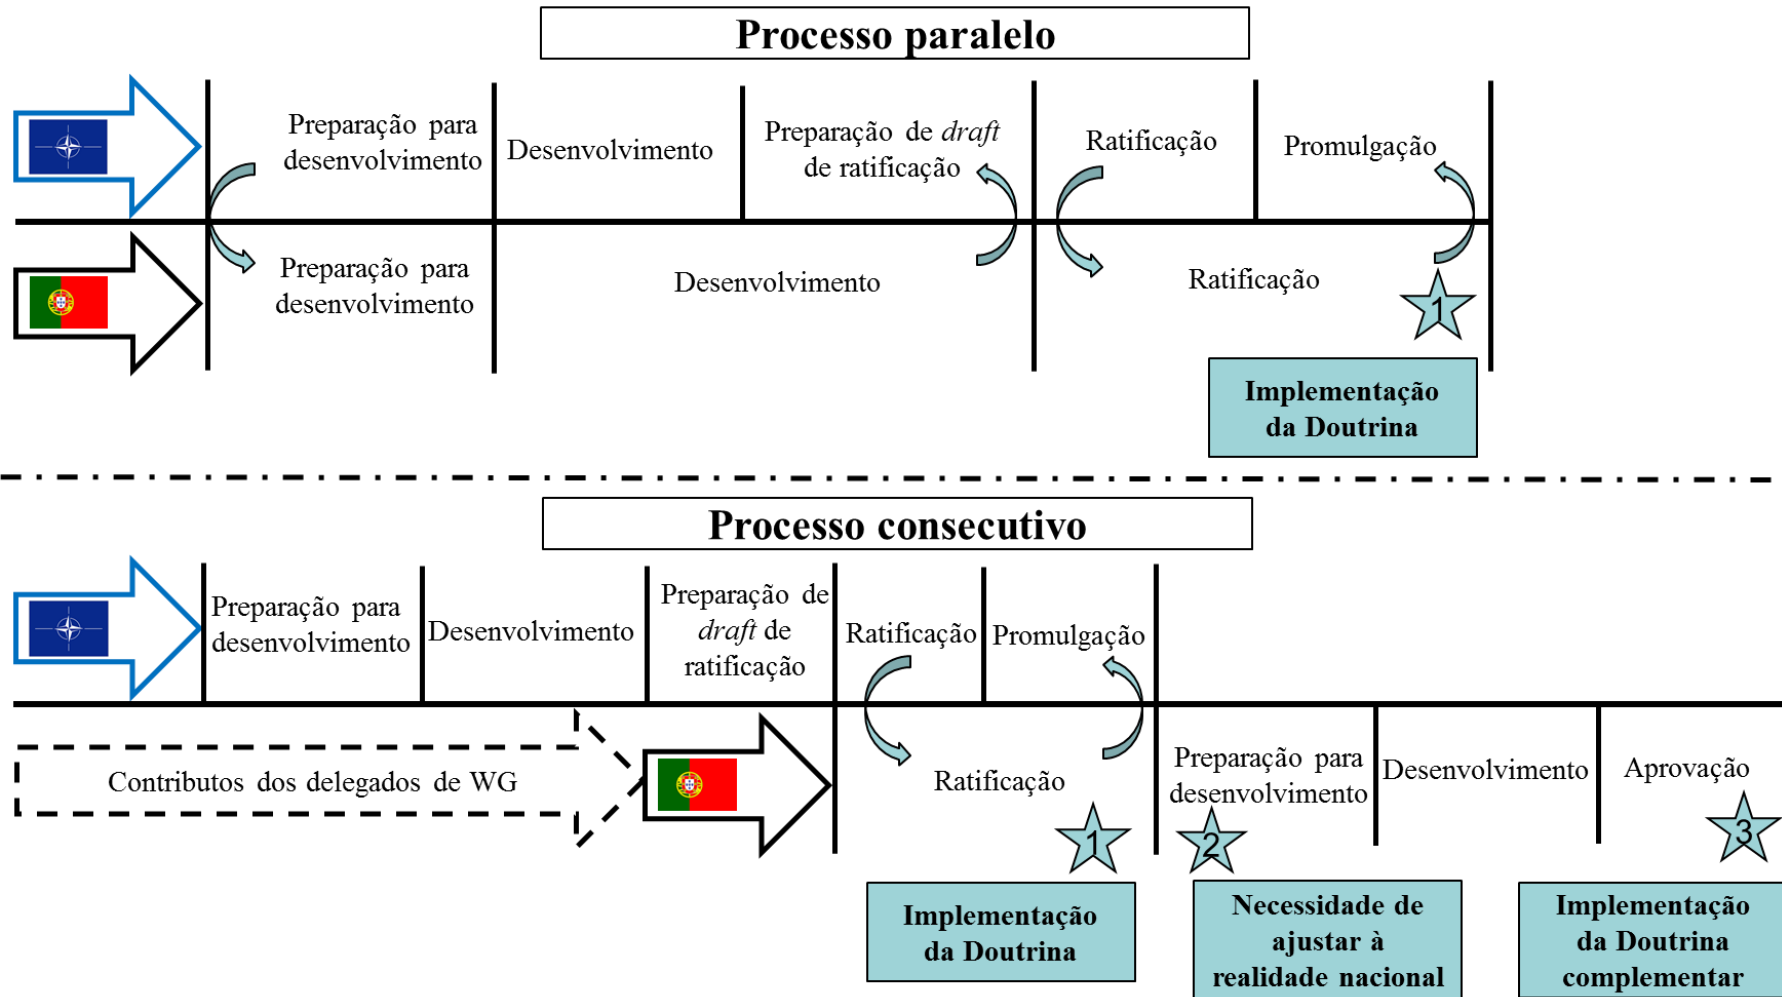 Processo paralelo
Preparação para
desenvolvimento
Desenvolvimento
Preparação de draft
de ratificação
Ratificação
Promulgação
Preparação para
desenvolvimento
Desenvolvimento
Ratificação
1
Implementação
da Doutrina
Processo consecutivo
Preparação para
desenvolvimento
Desenvolvimento
Preparação de
draft de
ratificação
Ratificação
Promulgação
Contributos dos delegados de WG
Ratificação
1
Preparação para
desenvolvimento
2
Desenvolvimento
Aprovação
3
Implementação
da Doutrina
Necessidade de
ajustar à
realidade nacional
Implementação
da Doutrina
complementar